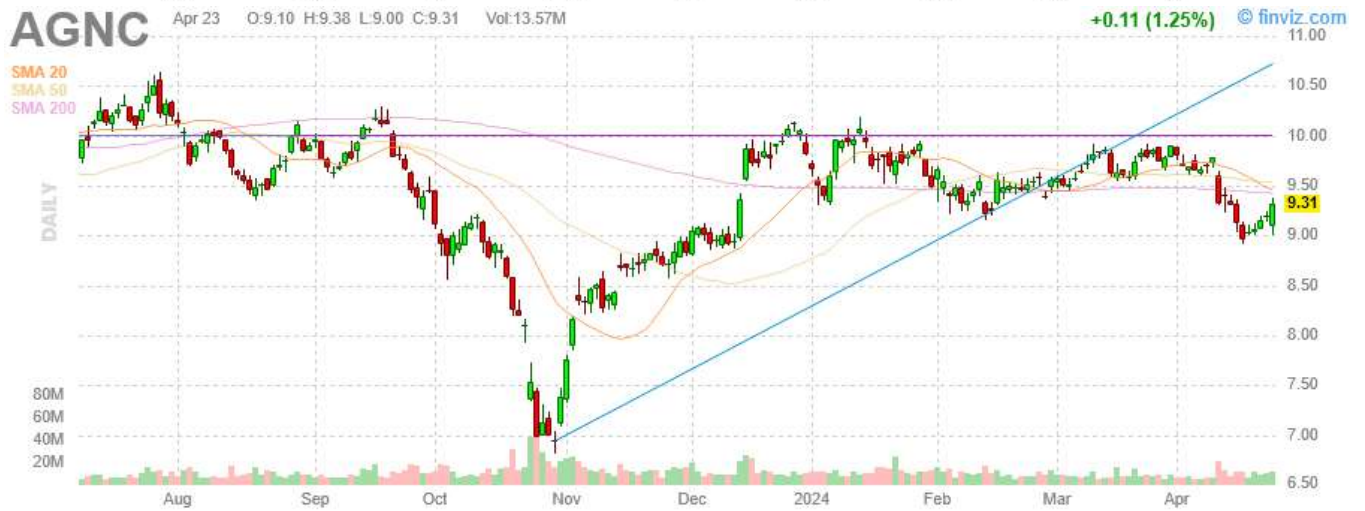 AGNC Apr 23 O:9.10 H:9.38 L:9.00 C:9.31 Vol:13.57M +0.11 (1.25%) © finviz.com
SMA 20
SMA 50
SMA 200
DAILY
11.00
10.50
10.00
9.50
9.31
9.00
8.50
8.00
7.50
7.00
6.50
80M
60M
40M
20M
Aug Sep Oct Nov Dec 2024 Feb Mar Apr